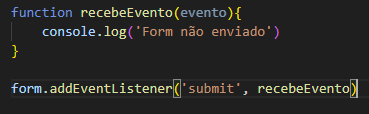 function recebeEvento(evento){
    console.log('Form não enviado')
}

form.addEventListener('submit', recebeEvento)